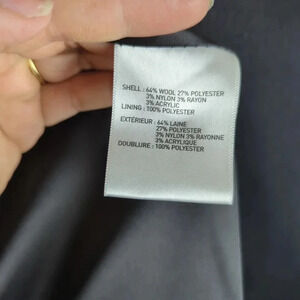 SHELL : 64% WOOL 27% POLYESTER
3% NYLON 3% RAYON
3% ACRYLIC
LINING : 100% POLYESTER
EXTÉRIEUR : 64% LAINE
27% POLYESTER
3% NYLON 3% RAYONNE
3% ACRYLIQUE
DOUBLURE : 100% POLYESTER